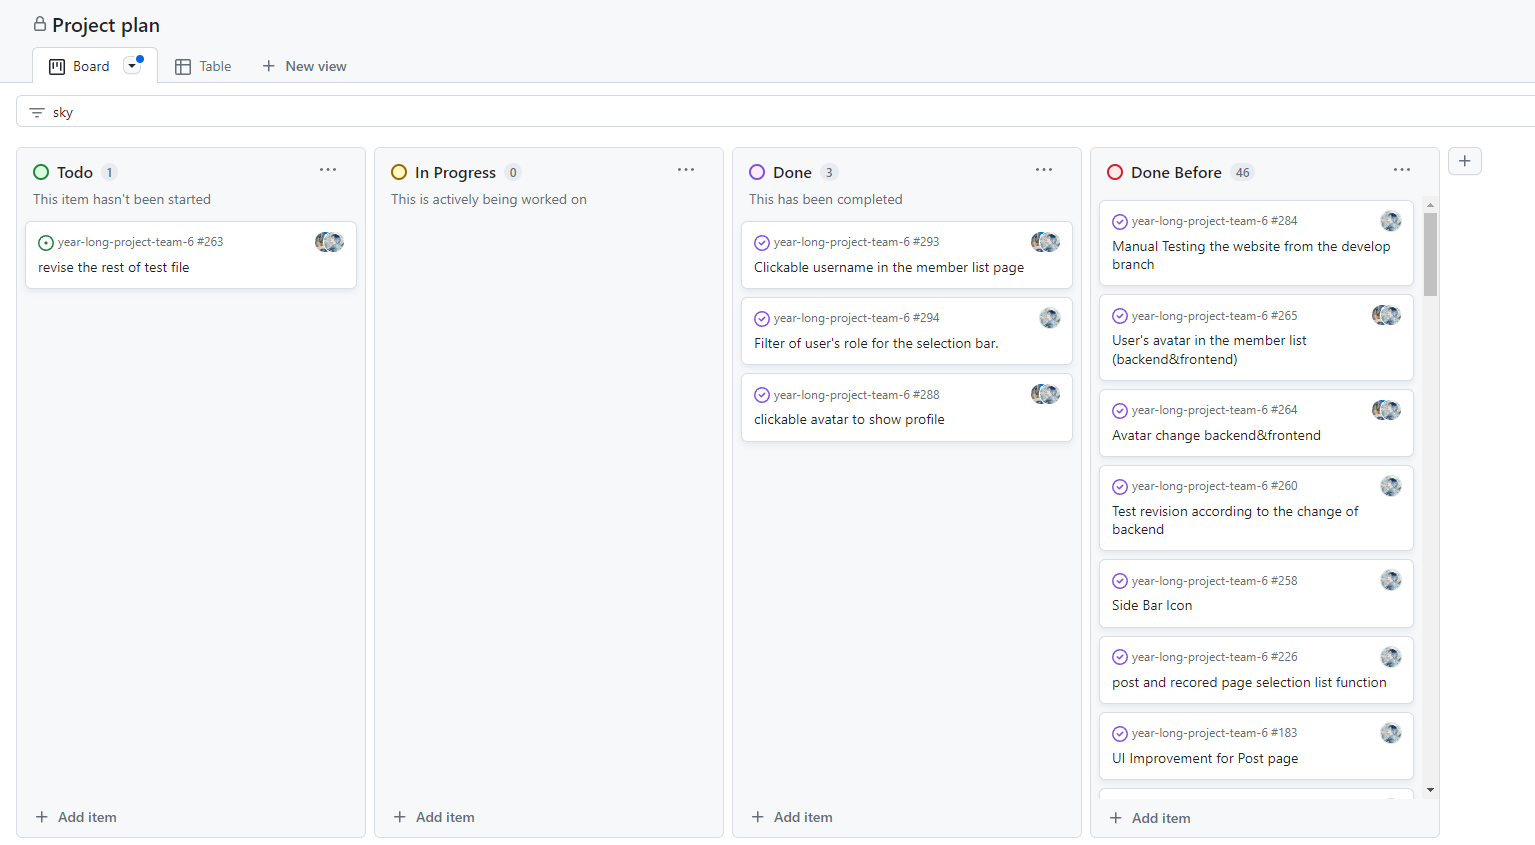 Project plan
Board
Table
New view
sky
Todo 1
This item hasn't been started
year-long-project-team-6 #263
revise the rest of test file
Add item
In Progress 0
This is actively being worked on
Add item
Done 3
This has been completed
year-long-project-team-6 #293
Clickable username in the member list page
year-long-project-team-6 #294
Filter of user's role for the selection bar.
year-long-project-team-6 #288
clickable avatar to show profile
Add item
Done Before 46
year-long-project-team-6 #284
Manual Testing the website from the develop
branch
year-long-project-team-6 #265
User's avatar in the member list
(backend&frontend)
year-long-project-team-6 #264
Avatar change backend&frontend
year-long-project-team-6 #260
Test revision according to the change of
backend
year-long-project-team-6 #258
Side Bar Icon
year-long-project-team-6 #226
post and recored page selection list function
year-long-project-team-6 #183
UI Improvement for Post page
Add item